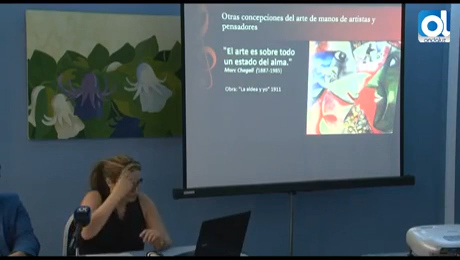 Otras concepciones del arte de manos de artistas y
pensadores
"El arte es sobre todo
un estado del alma."
Marc Chagall (1887-1985)
Obra: "La aldea y yo" 1911